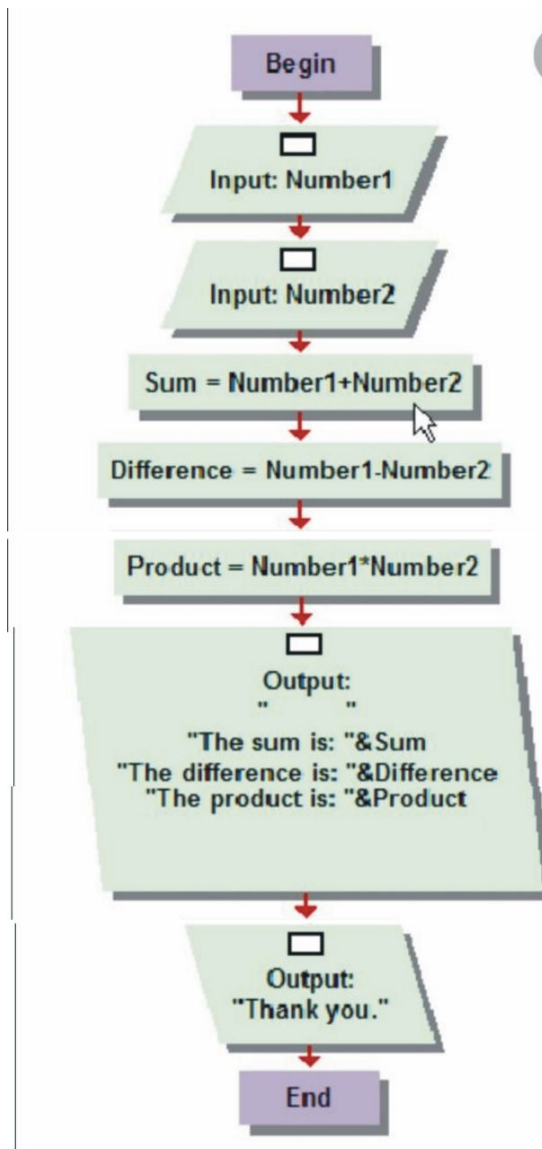 Begin
Input: Number1
Input: Number2
Sum = Number1+Number2
Difference = Number1-Number2
Product = Number1*Number2
Output:
"          "
"The sum is: "&Sum
"The difference is: "&Difference
"The product is: "&Product
Output:
"Thank you."
End